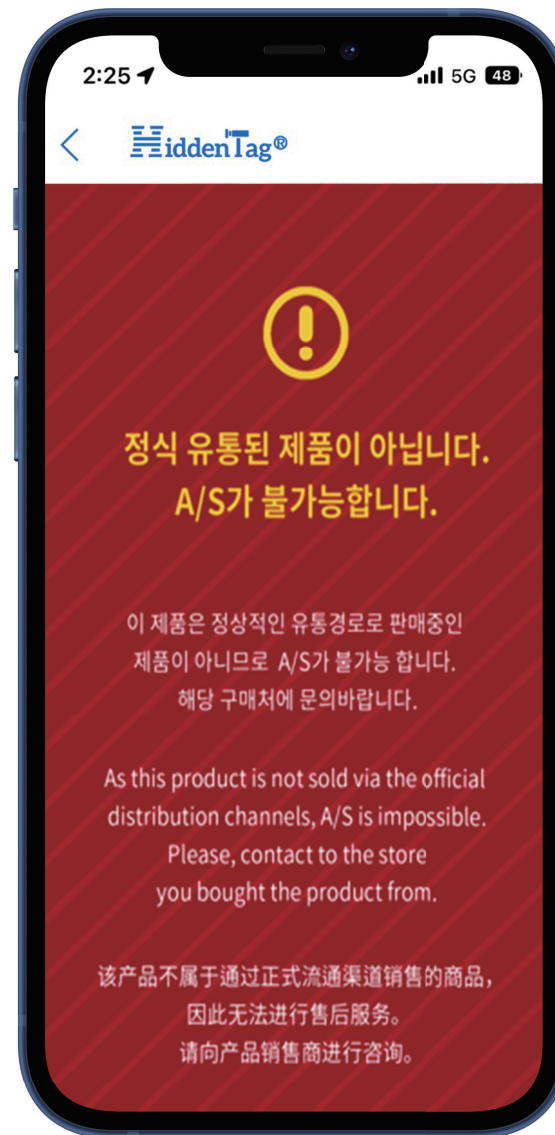 2:25
5G 48
HiddenTag®
정식 유통된 제품이 아닙니다.
A/S가 불가능합니다.
이 제품은 정상적인 유통경로로 판매중인
제품이 아니므로 A/S가 불가능 합니다.
해당 구매처에 문의바랍니다.
As this product is not sold via the official
distribution channels, A/S is impossible.
Please, contact to the store
you bought the product from.
该产品不属于通过正式流通渠道销售的商品，
因此无法进行售后服务。
请向产品销售商进行咨询。